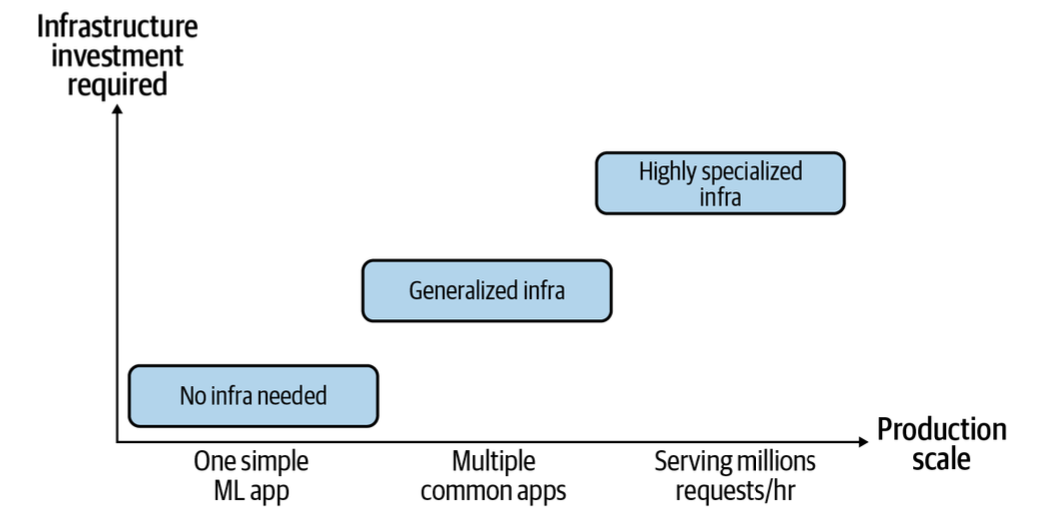 Infrastructure
investment
required
Highly specialized
infra
Generalized infra
No infra needed
Production
scale
One simple
ML app
Multiple
common apps
Serving millions
requests/hr